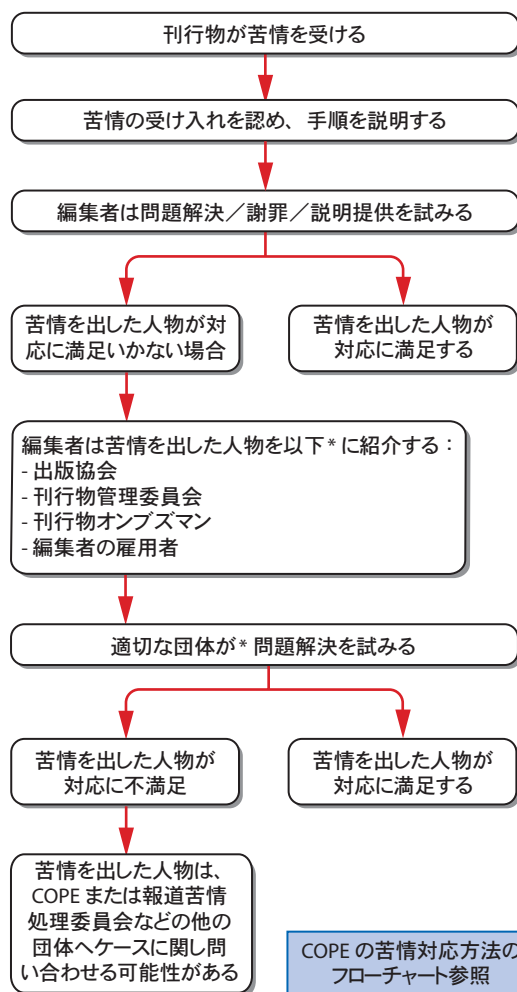 刊行物が苦情を受ける
苦情の受け入れを認め、手順を説明する
編集者は問題解決／謝罪／説明提供を試みる
苦情を出した人物が対
応に満足いかない場合
苦情を出した人物が
対応に満足する
編集者は苦情を出した人物を以下 * に紹介する：
- 出版協会
- 刊行物管理委員会
- 刊行物オンブズマン
- 編集者の雇用者
適切な団体が * 問題解決を試みる
苦情を出した人物が
対応に不満足
苦情を出した人物が
対応に満足する
苦情を出した人物は、
COPE または報道苦情
処理委員会などの他の
団体へケースに関し問
い合わせる可能性がある
COPE の苦情対応方法の
フローチャート参照